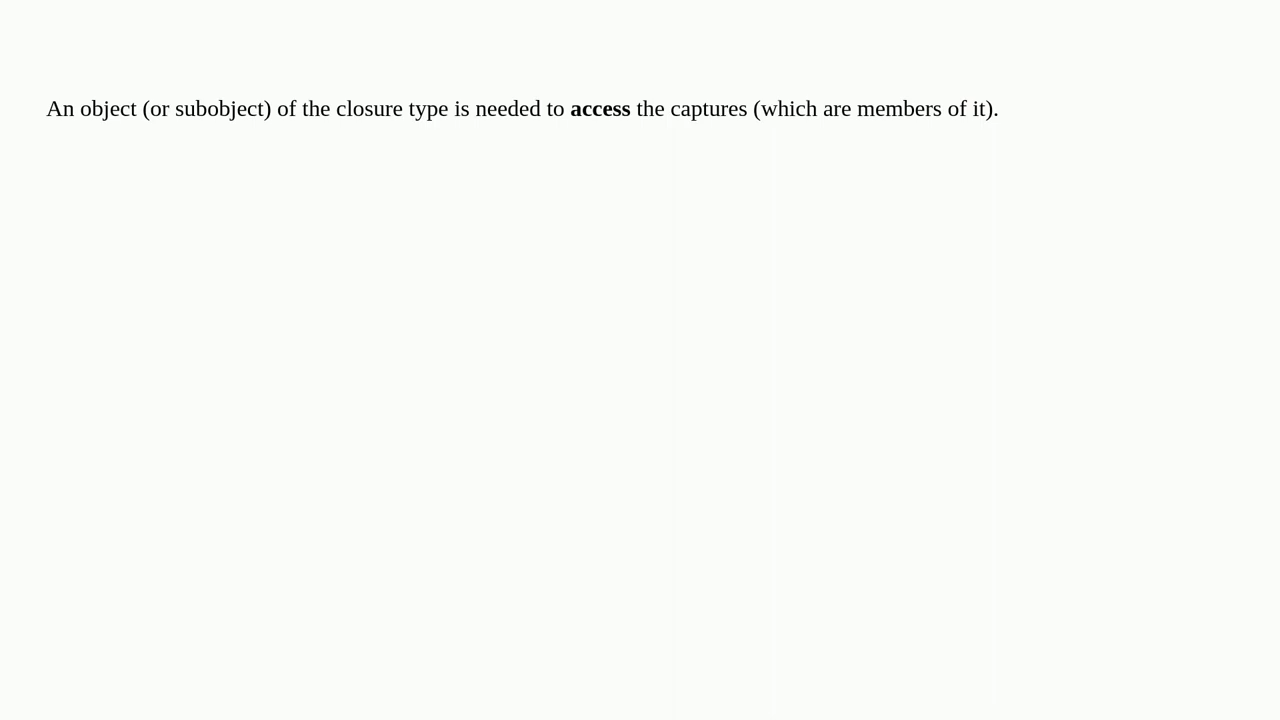 An object (or subobject) of the closure type is needed to access the captures (which are members of it).